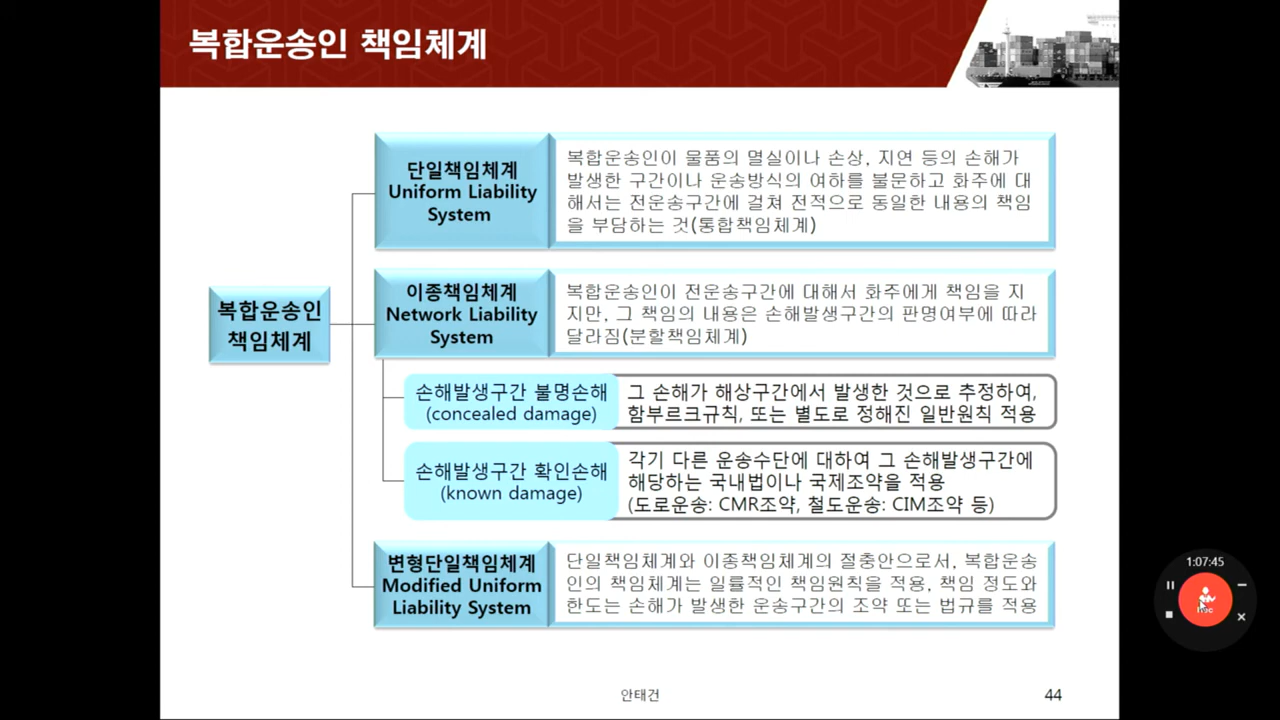 복합운송인 책임체계
단일책임체계
Uniform Liability
System
복합운송인이 물품의 멸실이나 손상, 지연 등의 손해가
발생한 구간이나 운송방식의 여하를 불문하고 화주에 대
해서는 전운송구간에 걸쳐 전적으로 동일한 내용의 책임
을 부담하는 것(통합책임체계)
복합운송인
책임체계
이종책임체계
Network Liability
System
복합운송인이 전운송구간에 대해서 화주에게 책임을 지
지만, 그 책임의 내용은 손해발생구간의 판명여부에 따라
달라짐(분할책임체계)
손해발생구간 불명손해
(concealed damage)
그 손해가 해상구간에서 발생한 것으로 추정하여,
함부르크규칙, 또는 별도로 정해진 일반원칙 적용
손해발생구간 확인손해
(known damage)
각기 다른 운송수단에 대하여 그 손해발생구간에
해당하는 국내법이나 국제조약을 적용
(도로운송: CMR조약, 철도운송: CIM조약 등)
변형단일책임체계
Modified Uniform
Liability System
단일책임체계와 이종책임체계의 절충안으로서, 복합운송
인의 책임체계는 일률적인 책임원칙을 적용, 책임 정도와
한도는 손해가 발생한 운송구간의 조약 또는 법규를 적용
1:07:45
Rec
안태건
44